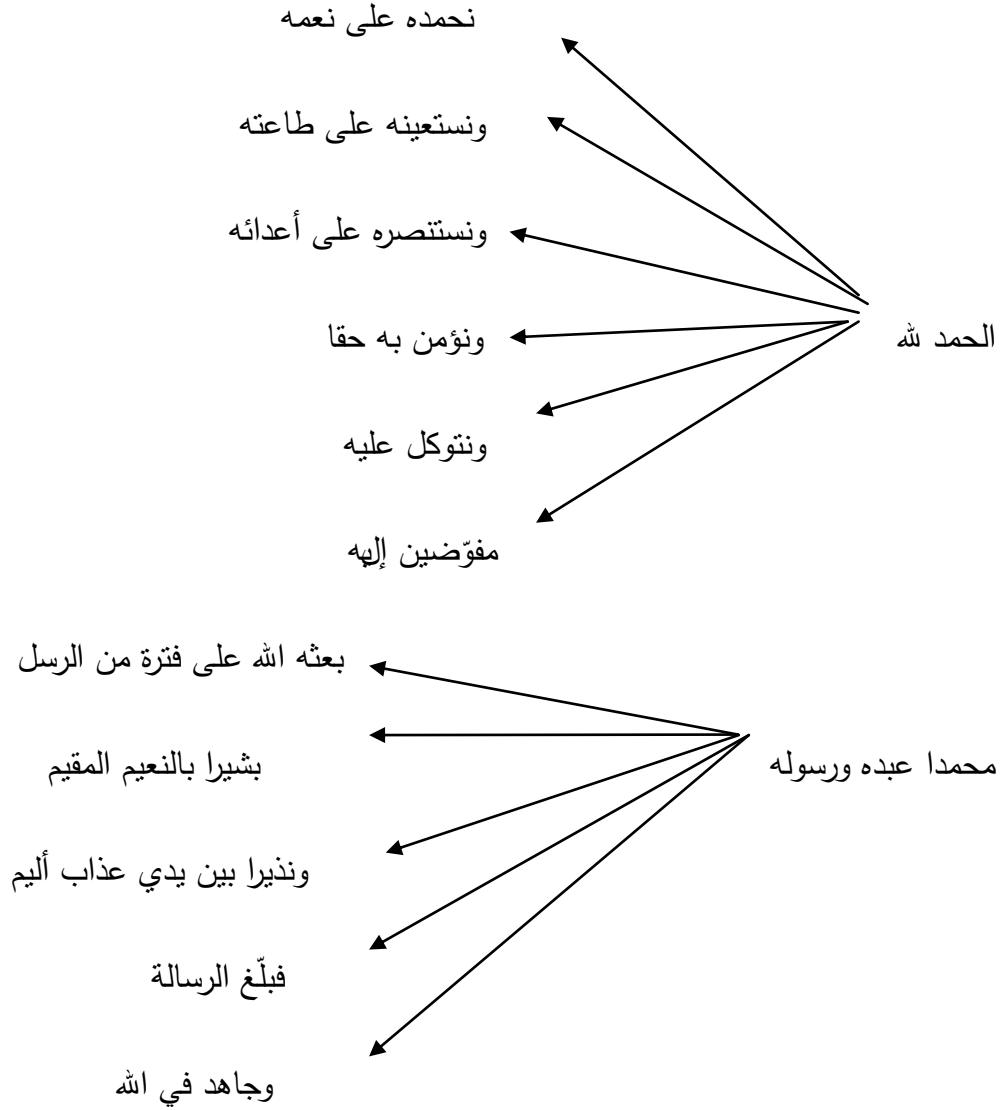 نحمده على نعمه
ونستعينه على طاعته
ونستنصره على أعدائه
الحمد لله
ونؤمن به حقا
ونتوكل عليه
مفوّضين إليه
بعثه الله على فترة من الرسل
محمدا عبده ورسوله
بشيرا بالنعيم المقيم
ونذيرا بين يدي عذاب أليم
فبلّغ الرسالة
وجاهد في الله